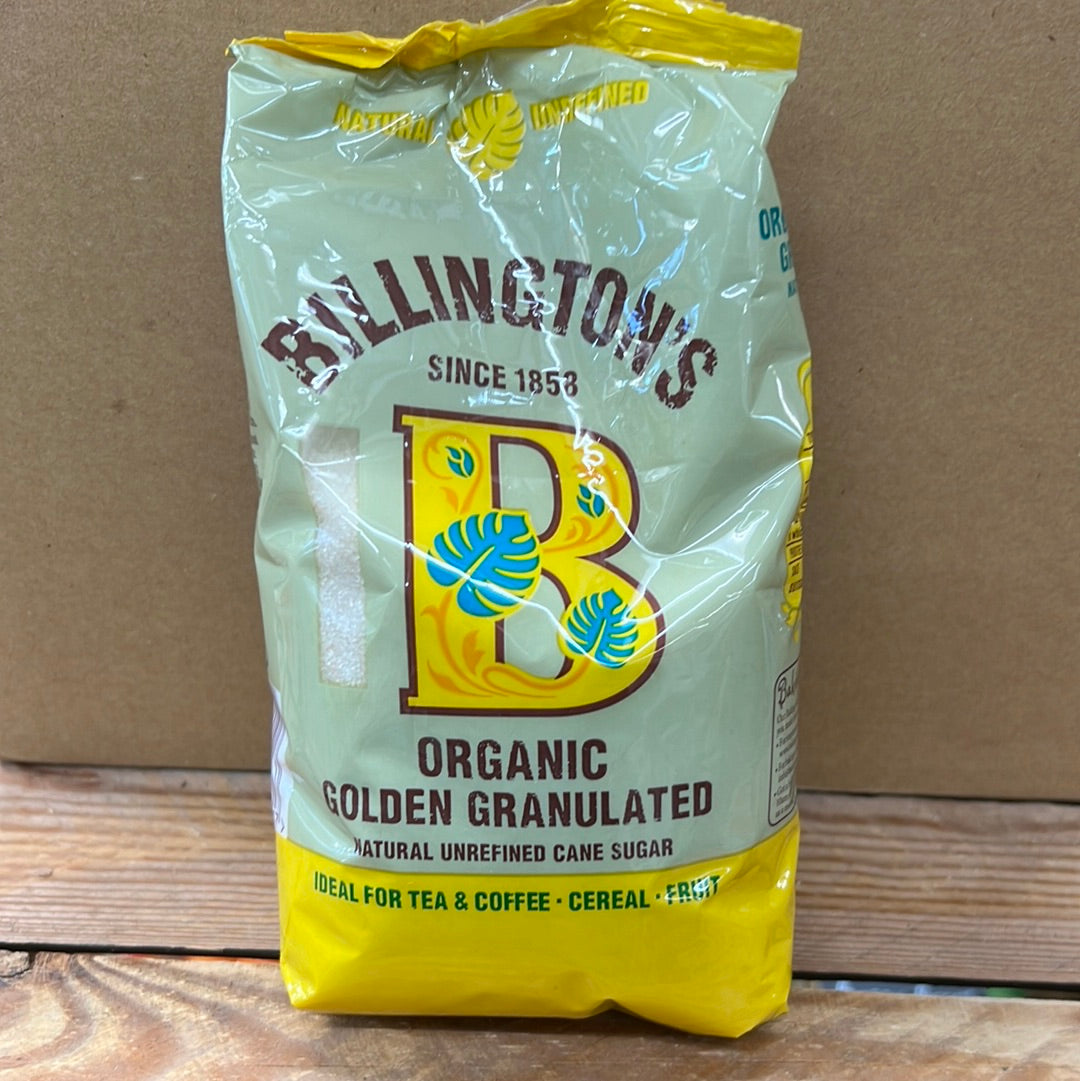 NATURAL UNREFINED
BILLINGTON'S
SINCE 1858
B
ORGANIC
GOLDEN GRANULATED
NATURAL UNREFINED CANE SUGAR
IDEAL FOR TEA & COFFEE · CEREAL · FRUIT